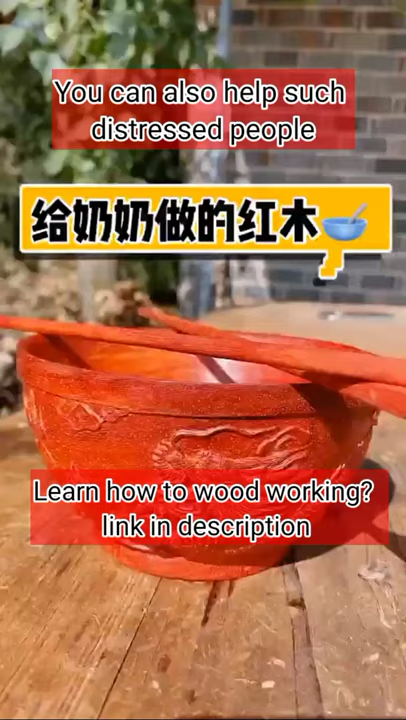 You can also help such
distressed people
给奶奶做的红木🥣
Learn how to wood working?
link in description